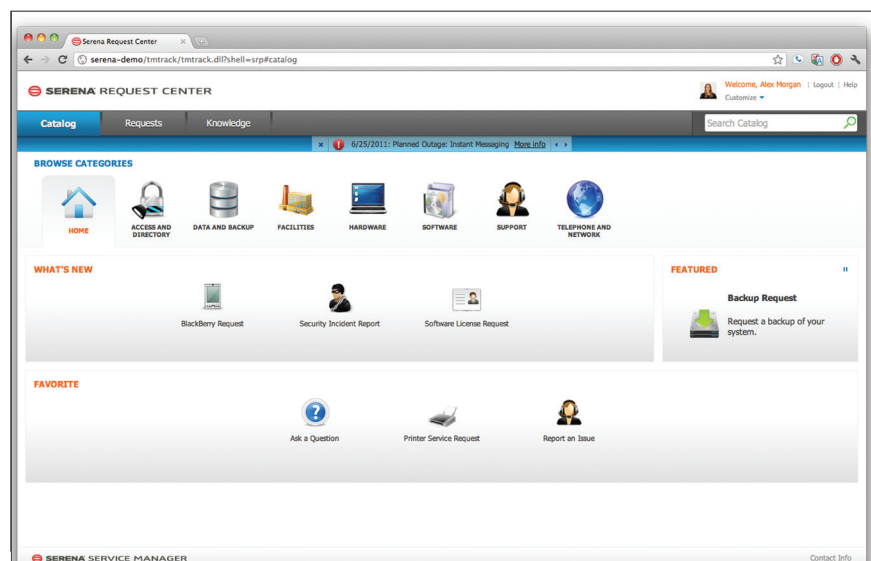 Serena Request Center
serena-demo/tmtrack/tmtrack.dll?shell=srp#catalog
SERENA REQUEST CENTER
Welcome, Alex Morgan | Logout | Help
Customize
Catalog Requests Knowledge
Search Catalog
6/25/2011: Planned Outage: Instant Messaging More info
BROWSE CATEGORIES
HOME
ACCESS AND
DIRECTORY
DATA AND BACKUP
FACILITIES
HARDWARE
SOFTWARE
SUPPORT
TELEPHONE AND
NETWORK
WHAT'S NEW
BlackBerry Request
Security Incident Report
Software License Request
FEATURED
Backup Request
Request a backup of your
system.
FAVORITE
Ask a Question
Printer Service Request
Report an Issue
SERENA SERVICE MANAGER
Contact Info